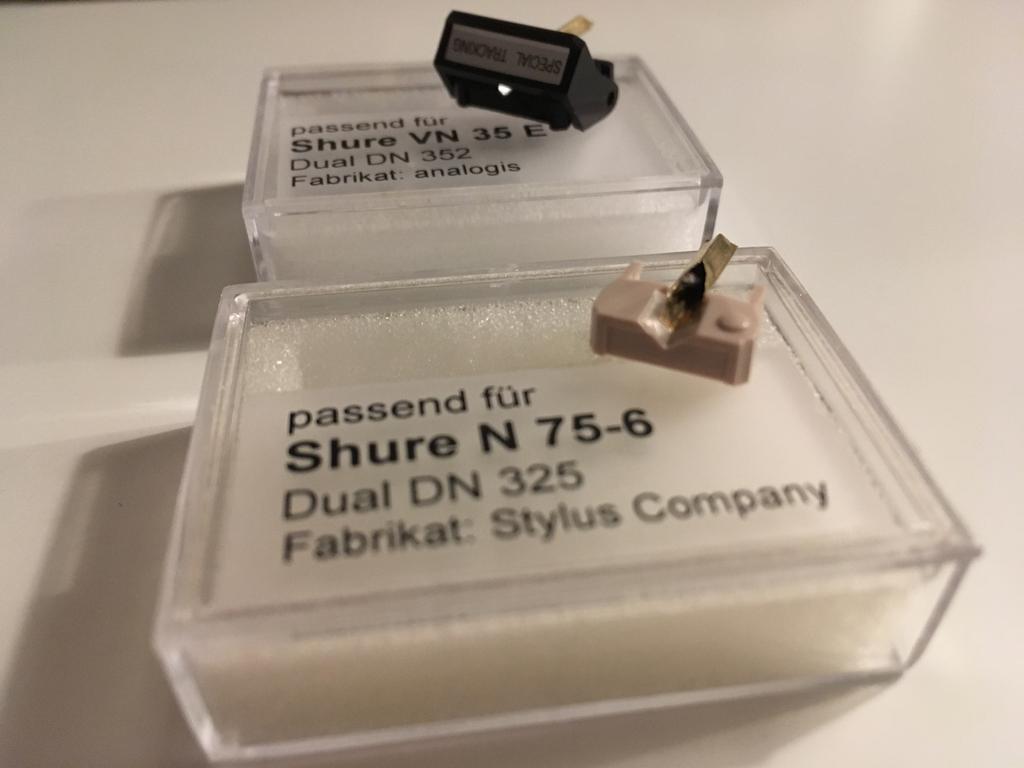 SPECIAL TRACKING
passend für
Shure VN 35 E
Dual DN 352
Fabrikat: analogis
passend für
Shure N 75-6
Dual DN 325
Fabrikat: Stylus Company